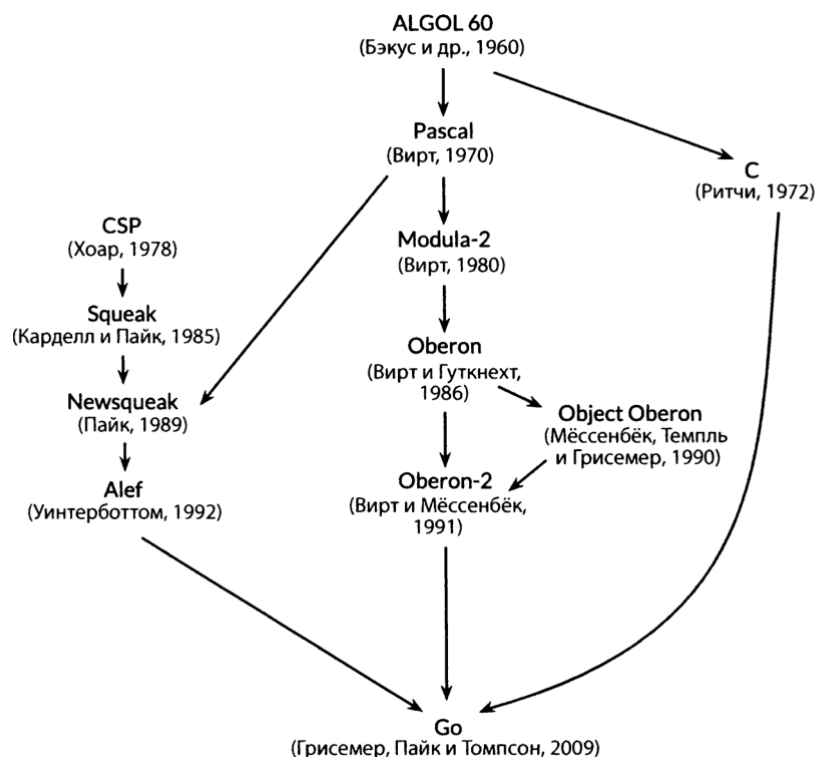 ALGOL 60
(Бэкус и др., 1960)
Pascal
(Вирт, 1970)
C
(Ритчи, 1972)
CSP
(Хоар, 1978)
Modula-2
(Вирт, 1980)
Squeak
(Карделл и Пайк, 1985)
Oberon
(Вирт и Гуткнехт,
1986)
Newsqueak
(Пайк, 1989)
Object Oberon
(Мёссенбёк, Темпль
и Грисемер, 1990)
Alef
(Уинтерботтом, 1992)
Oberon-2
(Вирт и Мёссенбёк,
1991)
Go
(Грисемер, Пайк и Томпсон, 2009)